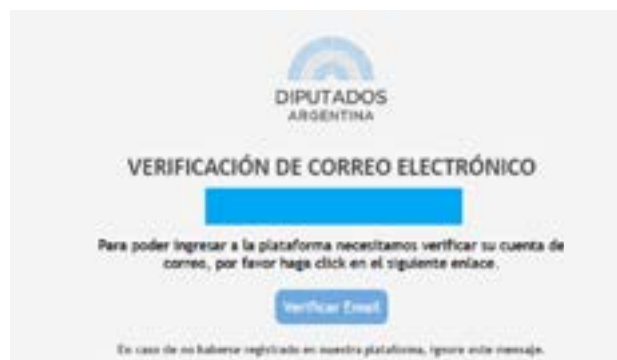 DIPUTADOS
ARGENTINA
VERIFICACIÓN DE CORREO ELECTRÓNICO
Para poder ingresar a la plataforma necesitamos verificar su cuenta de
correo, por favor haga click en el siguiente enlace.
Verificar Email
En caso de no haberse registrado en nuestra plataforma, ignore este mensaje.